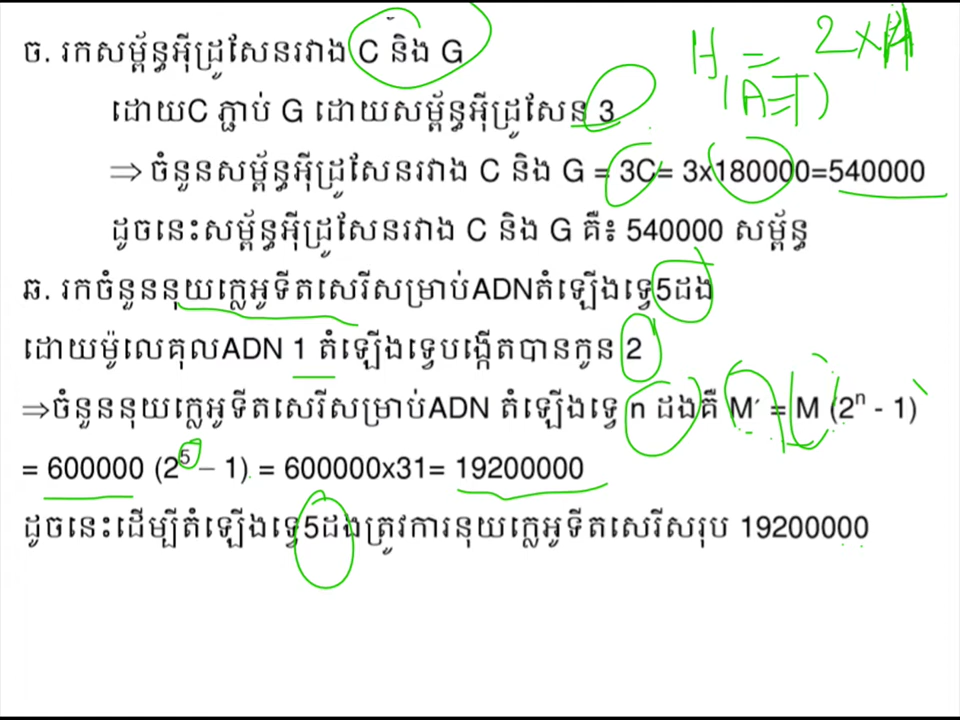 ច. រកសម្ព័ន្ធអ៊ីដ្រូសែនរវាង C និង G
H = 2 x A
(A=T)
ដោយC ភ្ជាប់ G ដោយសម្ព័ន្ធអ៊ីដ្រូសែន 3
⇒ ចំនួនសម្ព័ន្ធអ៊ីដ្រូសែនរវាង C និង G = 3C= 3x180000=540000
ដូចនេះសម្ព័ន្ធអ៊ីដ្រូសែនរវាង C និង G គឺ៖ 540000 សម្ព័ន្ធ
ឆ. រកចំនួននុយក្លេអូទីតសេរីសម្រាប់ADNតំឡើងទ្វេ5ដង
ដោយម៉ូលេគុលADN 1 តំឡើងទ្វេបង្កើតបានកូន 2
⇒ចំនួននុយក្លេអូទីតសេរីសម្រាប់ADN តំឡើងទ្វេ n ដងគឺ M′ = M (2ⁿ - 1)
= 600000 (2⁵ – 1) = 600000x31= 19200000
ដូចនេះដើម្បីតំឡើងទ្វេ5ដងត្រូវការនុយក្លេអូទីតសេរីសរុប 19200000